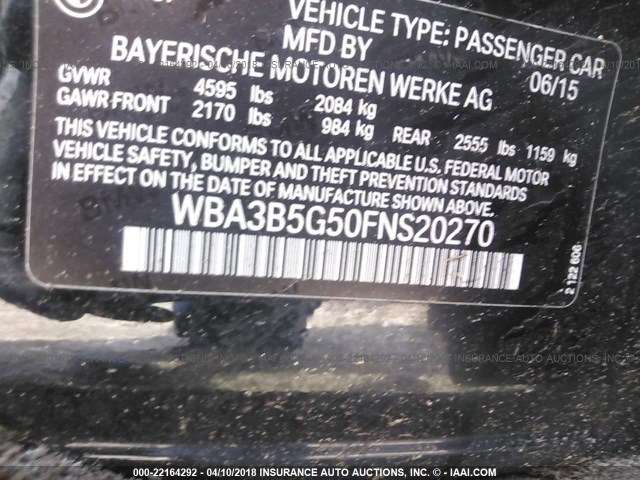 VEHICLE TYPE: PASSENGER CAR
MFD BY 06/15
BAYERISCHE MOTOREN WERKE AG
GVWR 4595 lbs 2084 kg
GAWR FRONT 2170 lbs 984 kg REAR 2555 lbs 1159 kg
THIS VEHICLE CONFORMS TO ALL APPLICABLE U.S. FEDERAL MOTOR
VEHICLE SAFETY, BUMPER AND THEFT PREVENTION STANDARDS
IN EFFECT ON THE DATE OF MANUFACTURE SHOWN ABOVE.
WBA3B5G50FNS20270
2 122 606
000-22164292 - 04/10/2018 - INSURANCE AUTO AUCTIONS, INC. - IAAI.COM